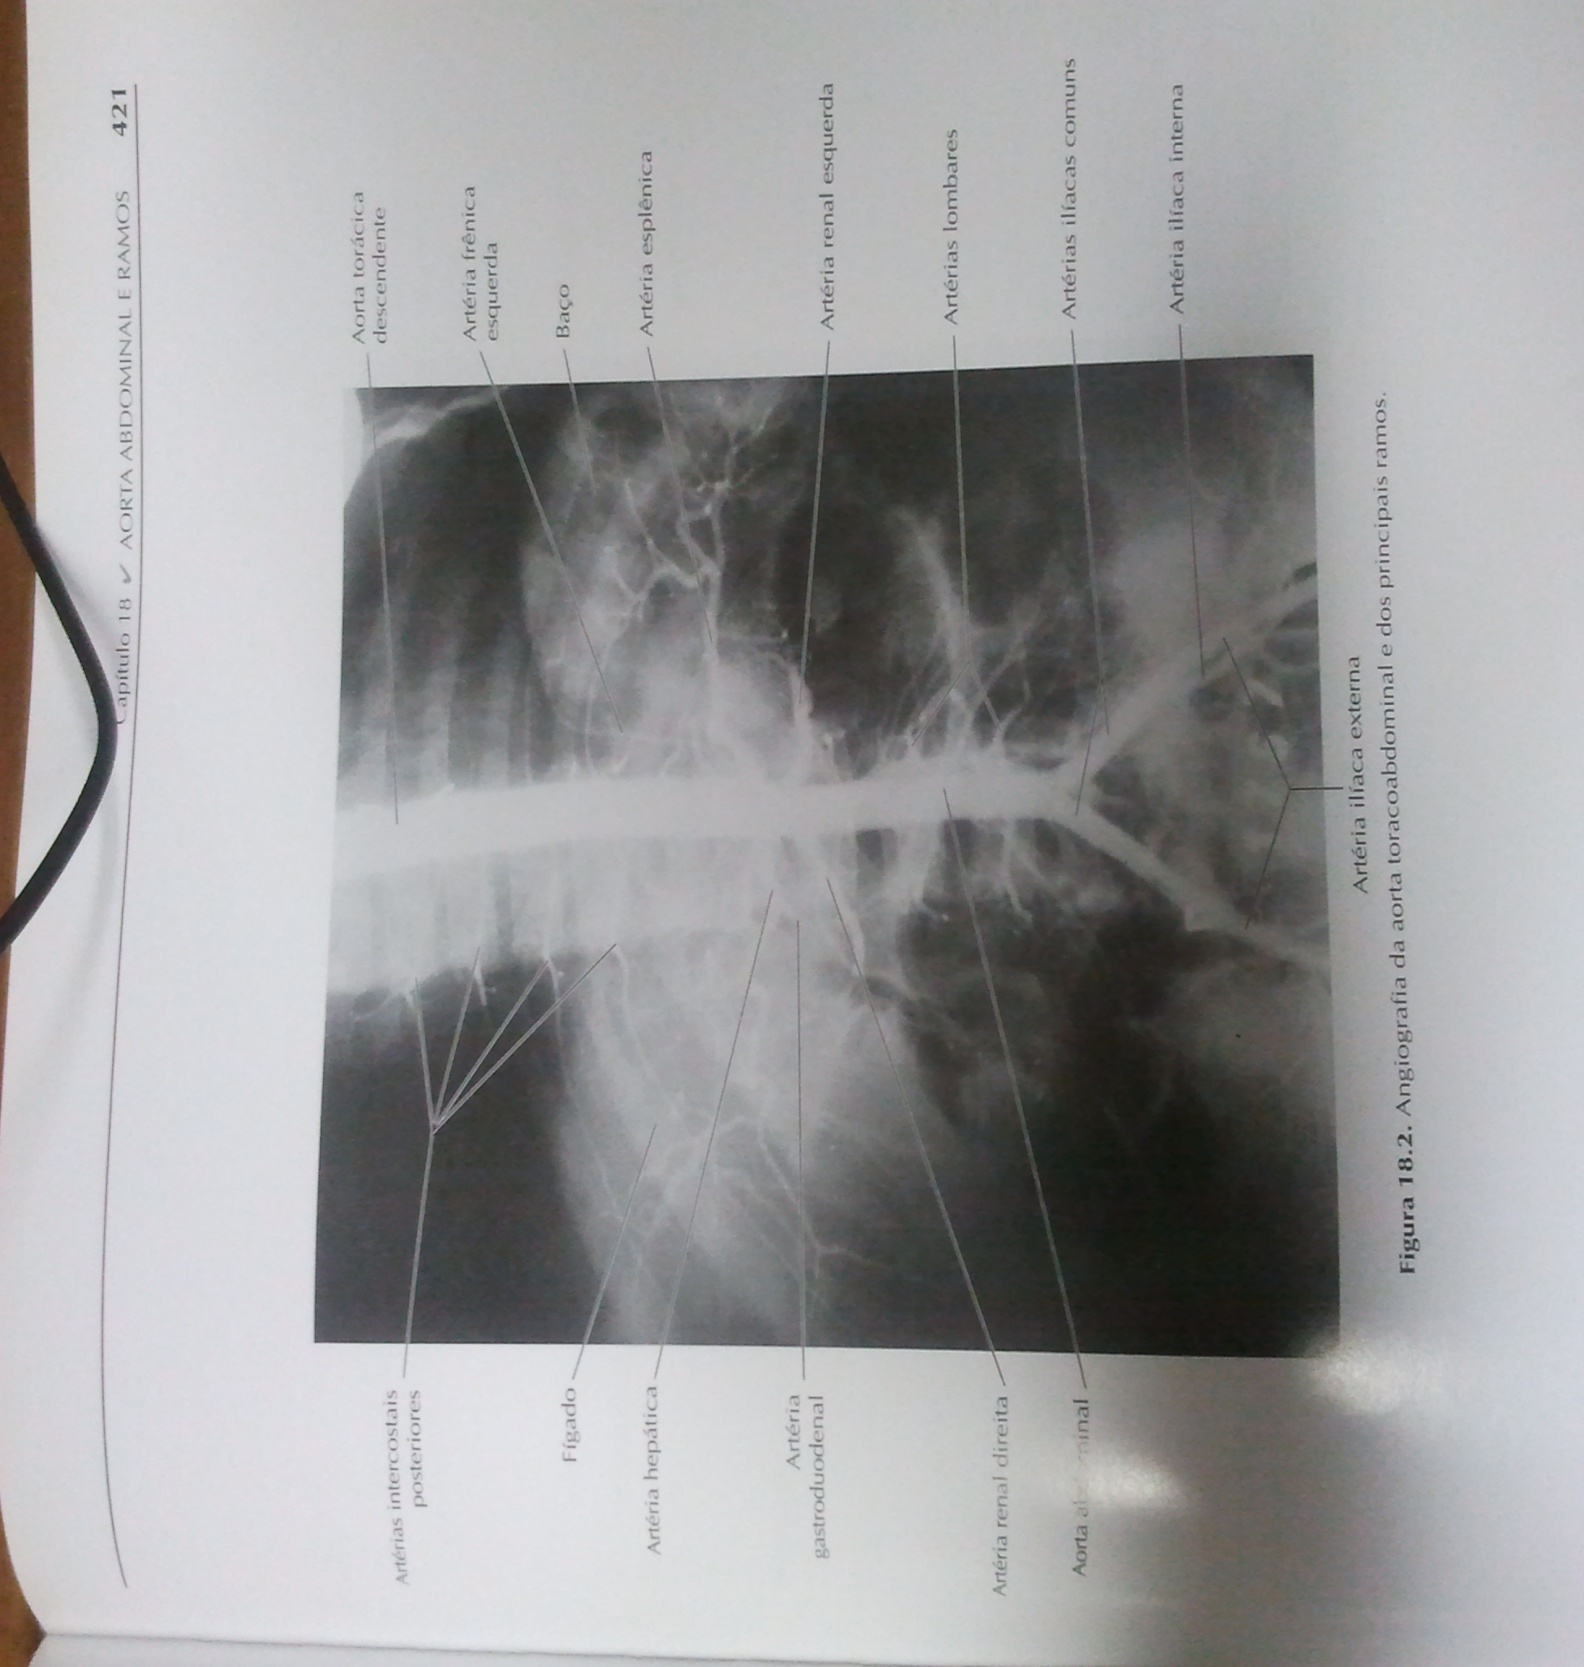 Capítulo 18 ✓ AORTA ABDOMINAL E RAMOS 421
Artérias intercostais
posteriores
Fígado
Artéria hepática
Artéria
gastroduodenal
Artéria renal direita
Aorta
Aorta torácica
descendente
Artéria frênica
esquerda
Baço
Artéria esplênica
Artéria renal esquerda
Artérias lombares
Artérias ilíacas comuns
Artéria ilíaca interna
Artéria ilíaca externa
Figura 18.2. Angiografia da aorta toracoabdominal e dos principais ramos.